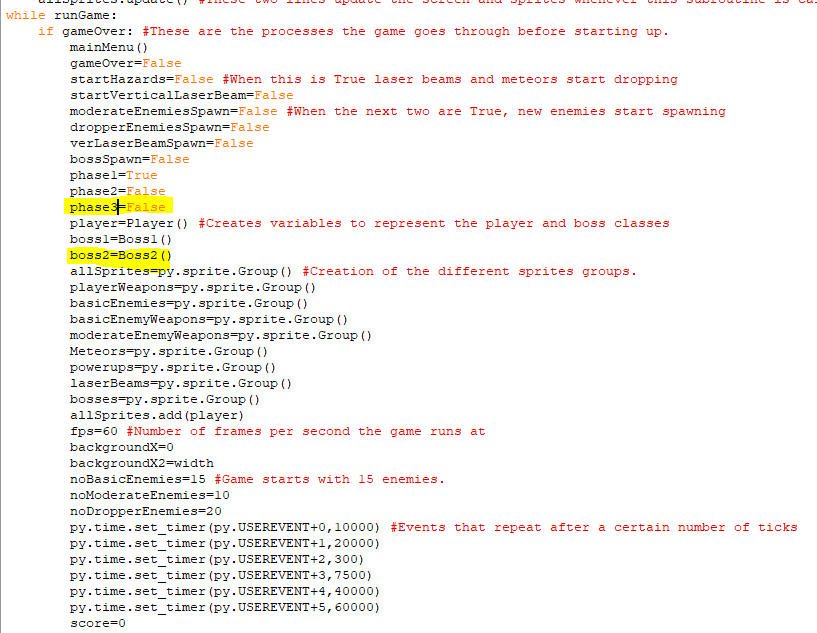 allSprites.update() #These two lines update the screen and sprites whenever this subroutine is
while runGame:
    if gameOver: #These are the processes the game goes through before starting up.
        mainMenu()
        gameOver=False
        startHazards=False #When this is True laser beams and meteors start dropping
        startVerticalLaserBeam=False
        moderateEnemiesSpawn=False #When the next two are True, new enemies start spawning
        dropperEnemiesSpawn=False
        verLaserBeamSpawn=False
        bossSpawn=False
        phase1=True
        phase2=False
        phase3=False
        player=Player() #Creates variables to represent the player and boss classes
        boss1=Boss1()
        boss2=Boss2()
        allSprites=py.sprite.Group() #Creation of the different sprites groups.
        playerWeapons=py.sprite.Group()
        basicEnemies=py.sprite.Group()
        basicEnemyWeapons=py.sprite.Group()
        moderateEnemyWeapons=py.sprite.Group()
        Meteors=py.sprite.Group()
        powerups=py.sprite.Group()
        laserBeams=py.sprite.Group()
        bosses=py.sprite.Group()
        allSprites.add(player)
        fps=60 #Number of frames per second the game runs at
        backgroundX=0
        backgroundX2=width
        noBasicEnemies=15 #Game starts with 15 enemies.
        noModerateEnemies=10
        noDropperEnemies=20
        py.time.set_timer(py.USEREVENT+0,10000) #Events that repeat after a certain number of ticks
        py.time.set_timer(py.USEREVENT+1,20000)
        py.time.set_timer(py.USEREVENT+2,300)
        py.time.set_timer(py.USEREVENT+3,7500)
        py.time.set_timer(py.USEREVENT+4,40000)
        py.time.set_timer(py.USEREVENT+5,60000)
        score=0